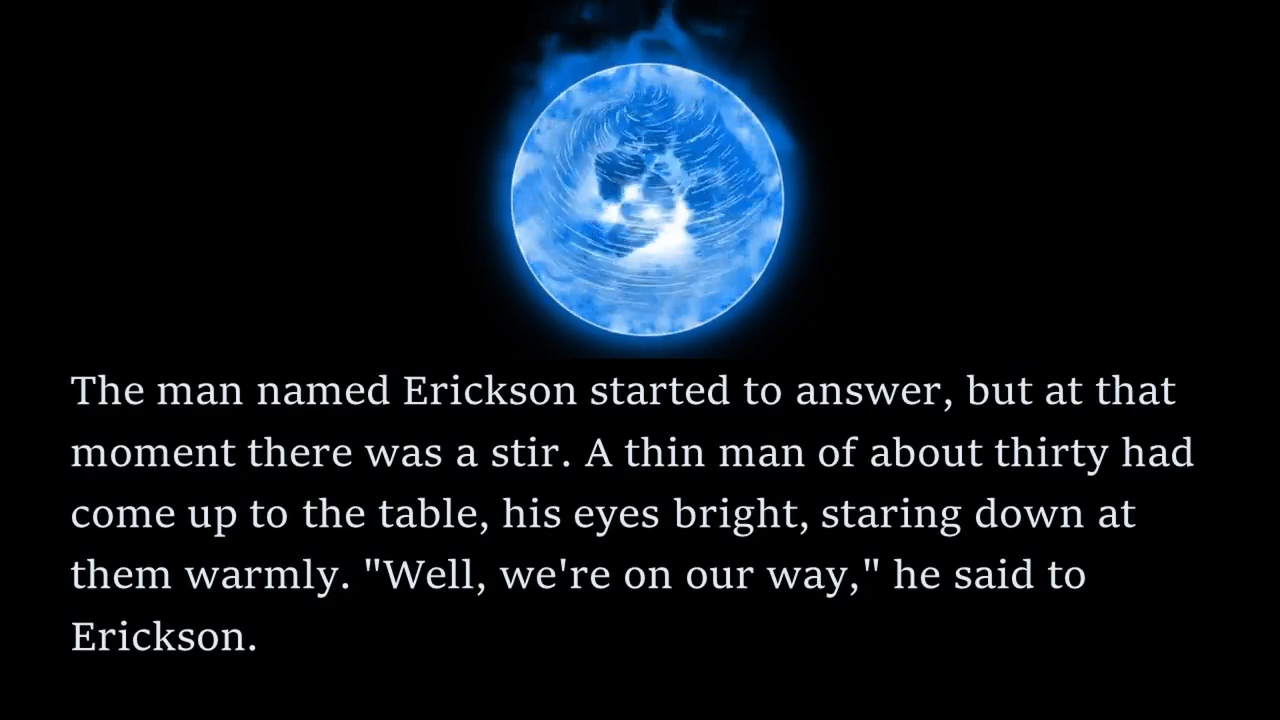 The man named Erickson started to answer, but at that
moment there was a stir. A thin man of about thirty had
come up to the table, his eyes bright, staring down at
them warmly. "Well, we're on our way," he said to
Erickson.